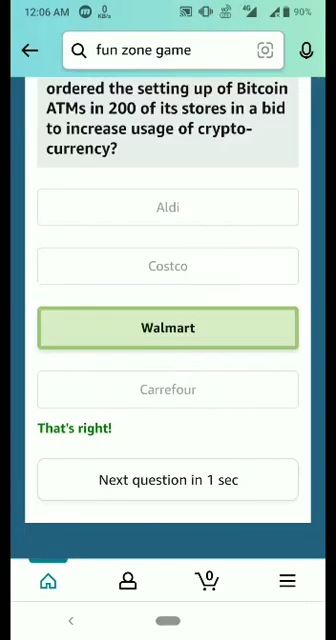 12:06 AM 0 KB/s 4G 90%
fun zone game
ordered the setting up of Bitcoin
ATMs in 200 of its stores in a bid
to increase usage of crypto-
currency?
Aldi
Costco
Walmart
Carrefour
That's right!
Next question in 1 sec
0